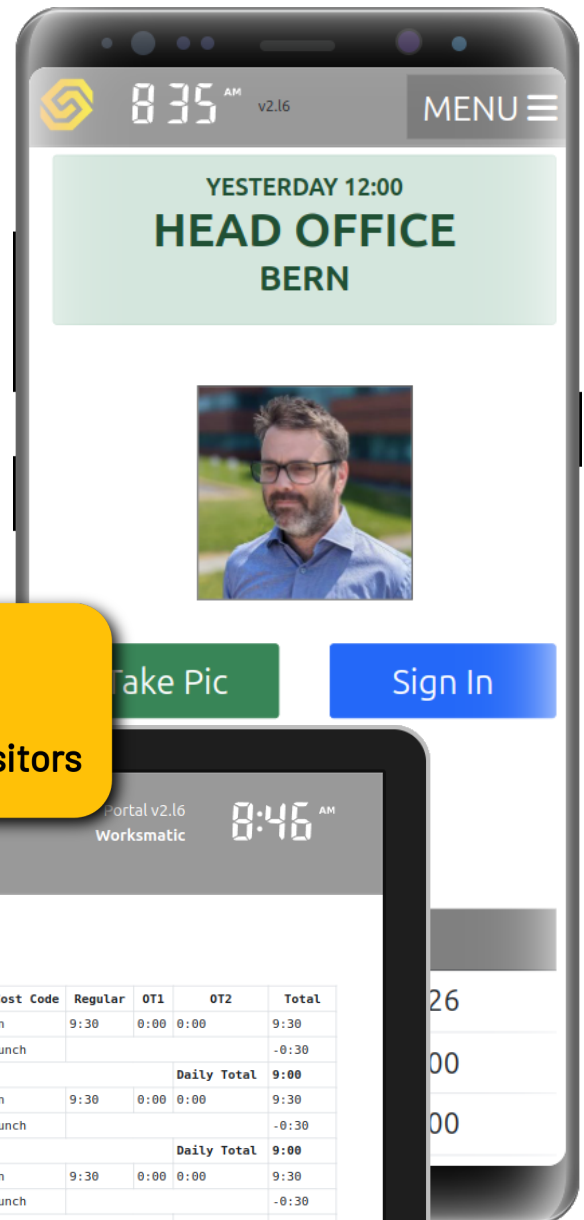 8 35 AM
v2.l6
MENU
YESTERDAY 12:00
HEAD OFFICE
BERN
Take Pic
Sign In
sitors
Portal v2.l6
Worksmatic
8:46 AM
ost Code Regular OT1 OT2 Total
n 9:30 0:00 0:00 9:30
unch -0:30
Daily Total 9:00
n 9:30 0:00 0:00 9:30
unch -0:30
Daily Total 9:00
n 9:30 0:00 0:00 9:30
unch -0:30
26
00
00